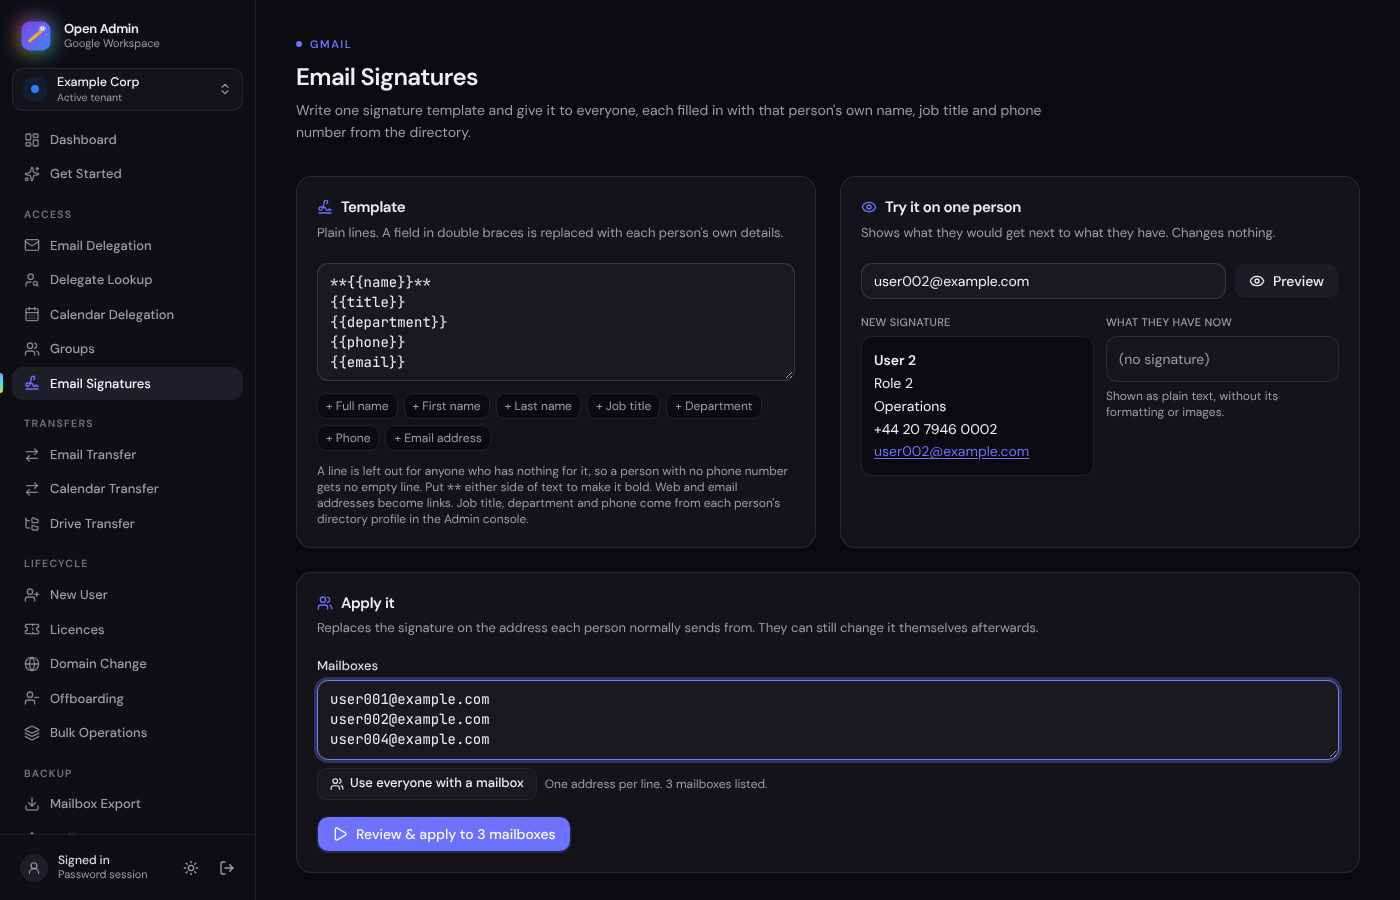 Open Admin
Google Workspace
Example Corp
Active tenant
Dashboard
Get Started
ACCESS
Email Delegation
Delegate Lookup
Calendar Delegation
Groups
Email Signatures
TRANSFERS
Email Transfer
Calendar Transfer
Drive Transfer
LIFECYCLE
New User
Licences
Domain Change
Offboarding
Bulk Operations
BACKUP
Mailbox Export
Signed in
Password session
GMAIL
Email Signatures
Write one signature template and give it to everyone, each filled in with that person's own name, job title and phone
number from the directory.
Template
Plain lines. A field in double braces is replaced with each person's own details.
**{{name}}**
{{title}}
{{department}}
{{phone}}
{{email}}
+ Full name
+ First name
+ Last name
+ Job title
+ Department
+ Phone
+ Email address
A line is left out for anyone who has nothing for it, so a person with no phone number
gets no empty line. Put ** either side of text to make it bold. Web and email
addresses become links. Job title, department and phone come from each person's
directory profile in the Admin console.
Try it on one person
Shows what they would get next to what they have. Changes nothing.
user002@example.com
Preview
NEW SIGNATURE
User 2
Role 2
Operations
+44 20 7946 0002
user002@example.com
WHAT THEY HAVE NOW
(no signature)
Shown as plain text, without its
formatting or images.
Apply it
Replaces the signature on the address each person normally sends from. They can still change it themselves afterwards.
Mailboxes
user001@example.com
user002@example.com
user004@example.com
Use everyone with a mailbox
One address per line. 3 mailboxes listed.
Review & apply to 3 mailboxes